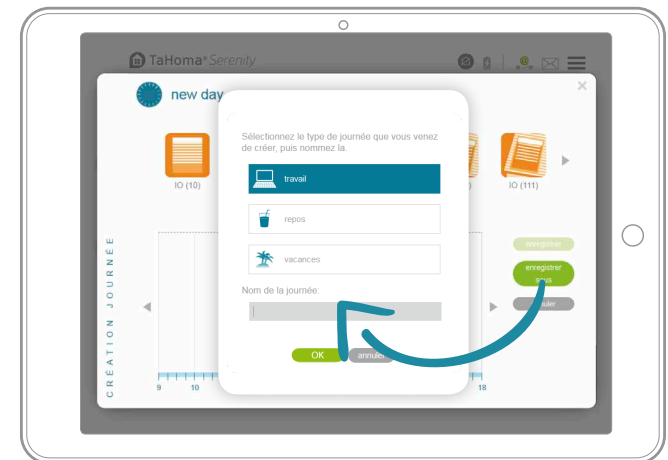 TaHoma® Serenity
new day
Sélectionnez le type de journée que vous venez
de créer, puis nommez la.
travail
repos
vacances
Nom de la journée:
OK
annuler
IO (10)
IO (111)
enregistrer
enregistrer
sous
annuler
CRÉATION JOURNÉE
9 10 18